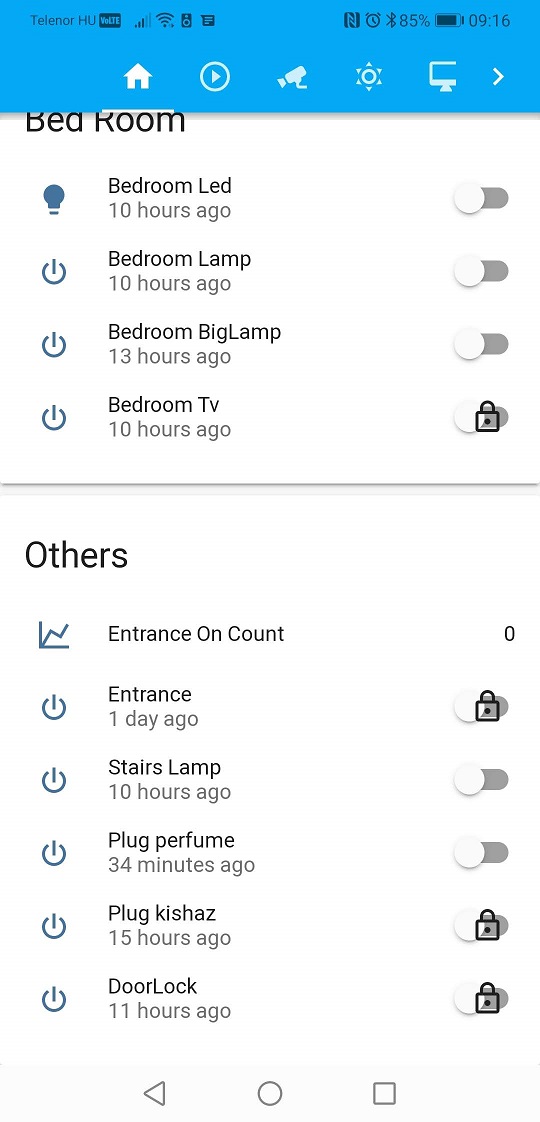 Telenor HU VoLTE 85% 09:16
Bed Room
Bedroom Led
10 hours ago
Bedroom Lamp
10 hours ago
Bedroom BigLamp
13 hours ago
Bedroom Tv
10 hours ago
Others
Entrance On Count 0
Entrance
1 day ago
Stairs Lamp
10 hours ago
Plug perfume
34 minutes ago
Plug kishaz
15 hours ago
DoorLock
11 hours ago